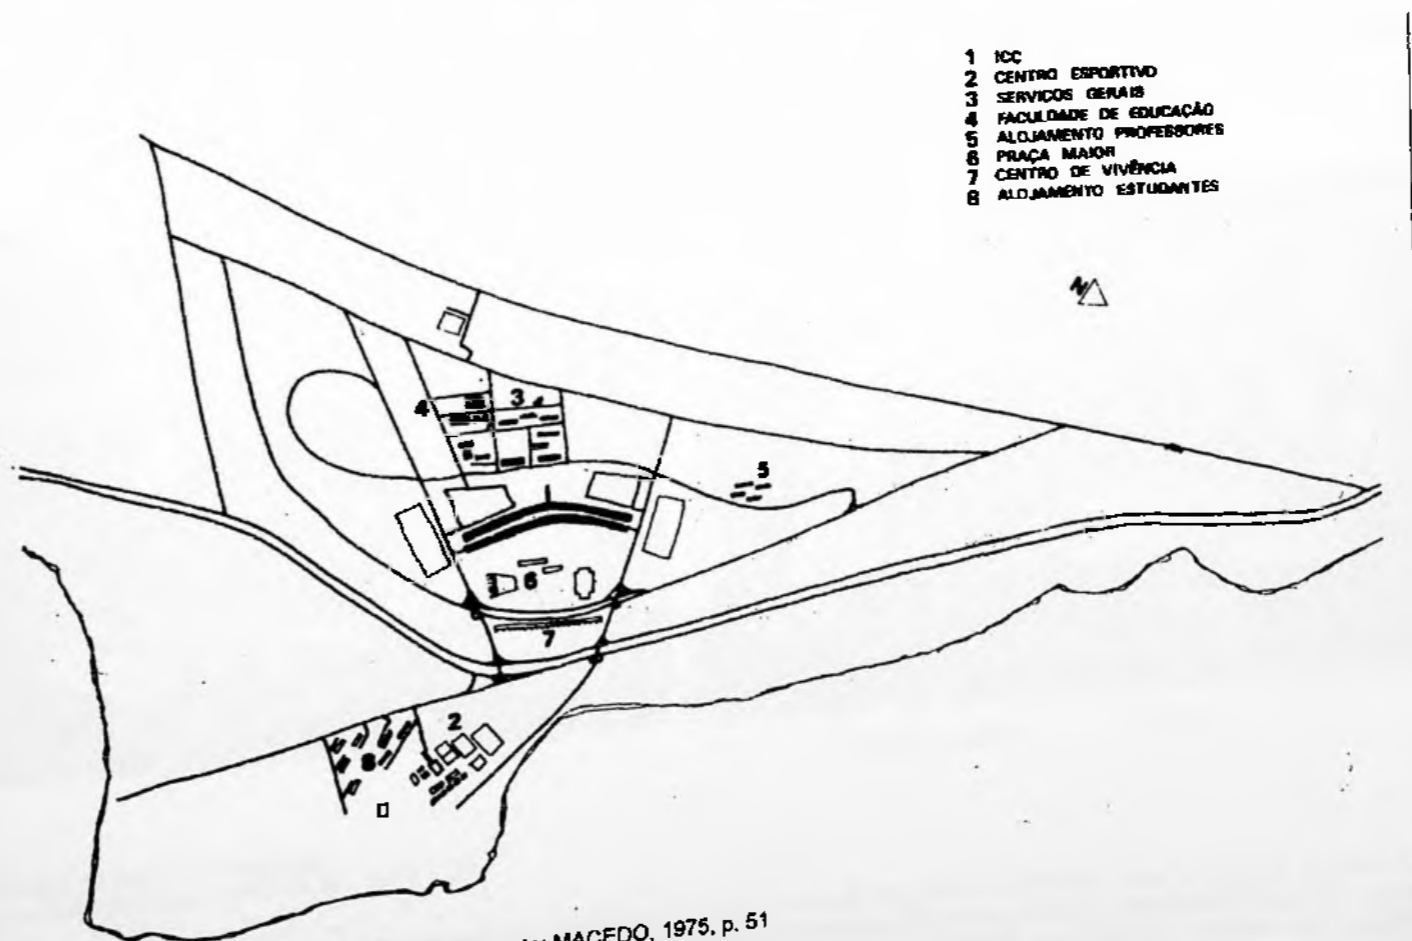 1 ICC
2 CENTRO ESPORTIVO
3 SERVICOS GERAIS
4 FACULDADE DE EDUCAÇÃO
5 ALOJAMENTO PROFESSORES
6 PRAÇA MAIOR
7 CENTRO DE VIVÊNCIA
8 ALOJAMENTO ESTUDANTES
N
4
3
5
6
7
2
8
MACEDO, 1975, p. 51